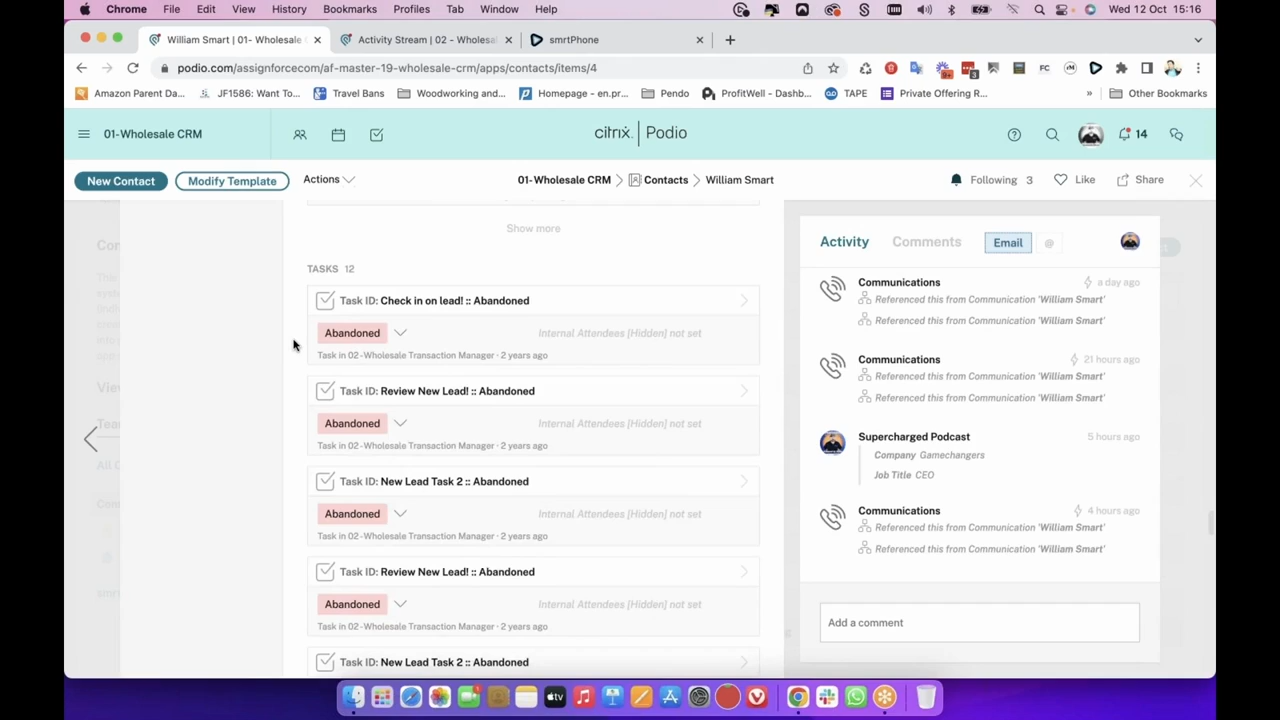 Chrome File Edit View History Bookmarks Profiles Tab Window Help Wed 12 Oct 15:16
William Smart | 01- Wholesale Activity Stream | 02 - Wholesa smrtPhone
podio.com/assignforcecom/af-master-19-wholesale-crm/apps/contacts/items/4
Amazon Parent Da... JF1586: Want To... Travel Bans Woodworking and... Homepage - en.pr... Pendo ProfitWell - Dashb... TAPE Private Offering R... » Other Bookmarks
01-Wholesale CRM citrix Podio 14
New Contact Modify Template Actions 01-Wholesale CRM Contacts William Smart Following 3 Like Share
Show more
TASKS 12
Task ID: Check in on lead! :: Abandoned
Abandoned Internal Attendees [Hidden] not set
Task in 02-Wholesale Transaction Manager · 2 years ago
Task ID: Review New Lead! :: Abandoned
Abandoned Internal Attendees [Hidden] not set
Task in 02-Wholesale Transaction Manager · 2 years ago
Task ID: New Lead Task 2 :: Abandoned
Abandoned Internal Attendees [Hidden] not set
Task in 02-Wholesale Transaction Manager · 2 years ago
Task ID: Review New Lead! :: Abandoned
Abandoned Internal Attendees [Hidden] not set
Task in 02-Wholesale Transaction Manager · 2 years ago
Task ID: New Lead Task 2 :: Abandoned
Activity Comments Email @
Communications a day ago
Referenced this from Communication 'William Smart'
Referenced this from Communication 'William Smart'
Communications 21 hours ago
Referenced this from Communication 'William Smart'
Referenced this from Communication 'William Smart'
Supercharged Podcast 5 hours ago
Company Gamechangers
Job Title CEO
Communications 4 hours ago
Referenced this from Communication 'William Smart'
Referenced this from Communication 'William Smart'
Add a comment